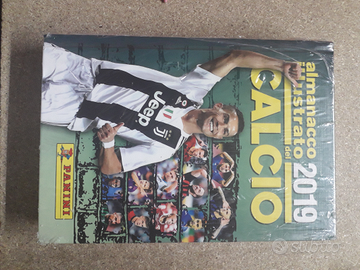 almanacco
illustrato
del
CALCIO
2019
PANINI
Jeep